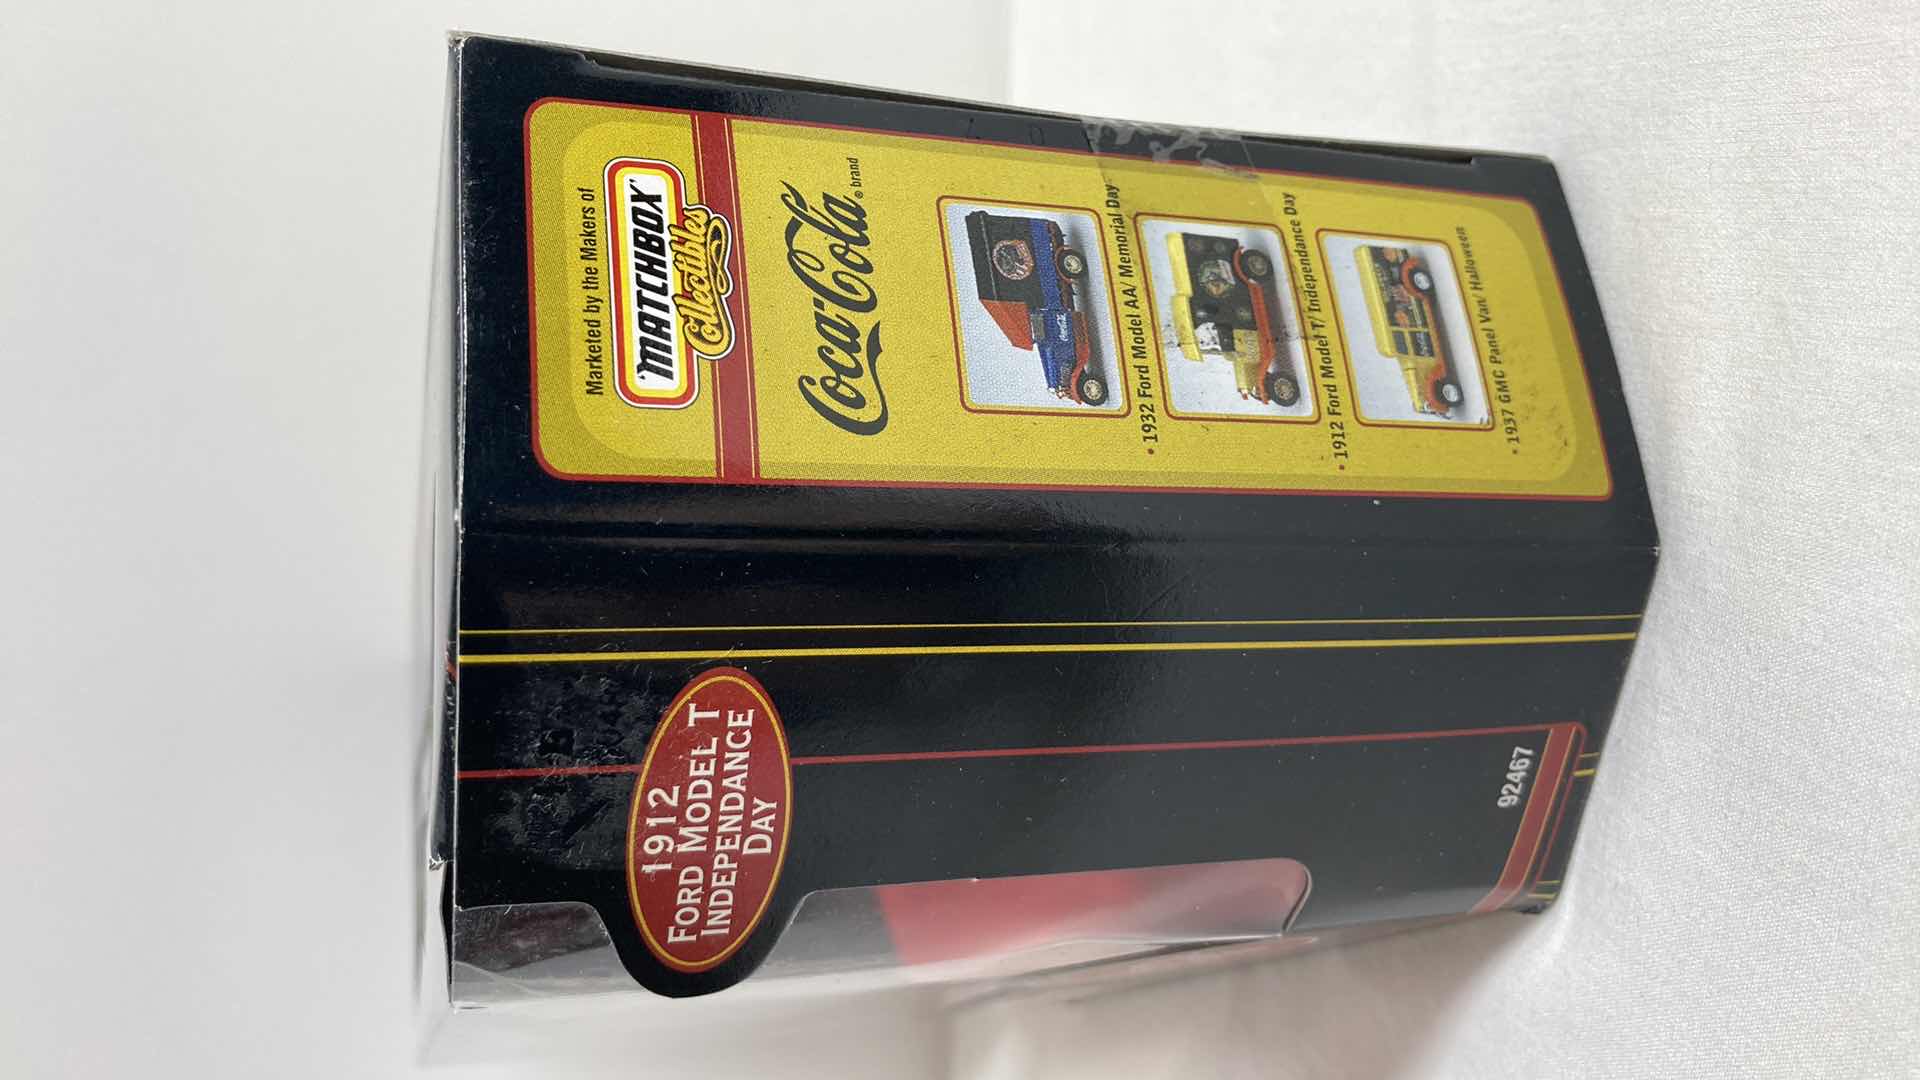 Marketed by the Makers of
MATCHBOX
Collectibles
Coca-Cola® brand
• 1932 Ford Model AA/ Memorial Day
• 1912 Ford Model T/ Independence Day
• 1937 GMC Panel Van/ Halloween
1912
FORD MODEL T
INDEPENDANCE
DAY
92467